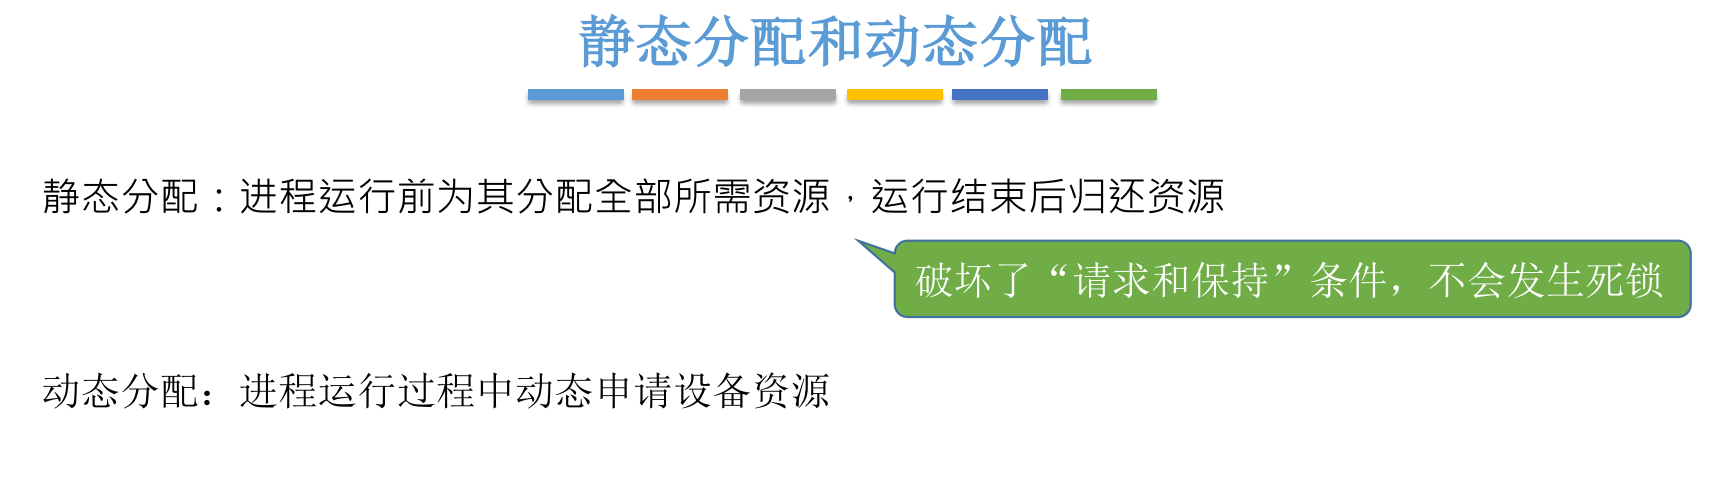 静态分配和动态分配
静态分配：进程运行前为其分配全部所需资源，运行结束后归还资源
破坏了“请求和保持”条件，不会发生死锁
动态分配：进程运行过程中动态申请设备资源